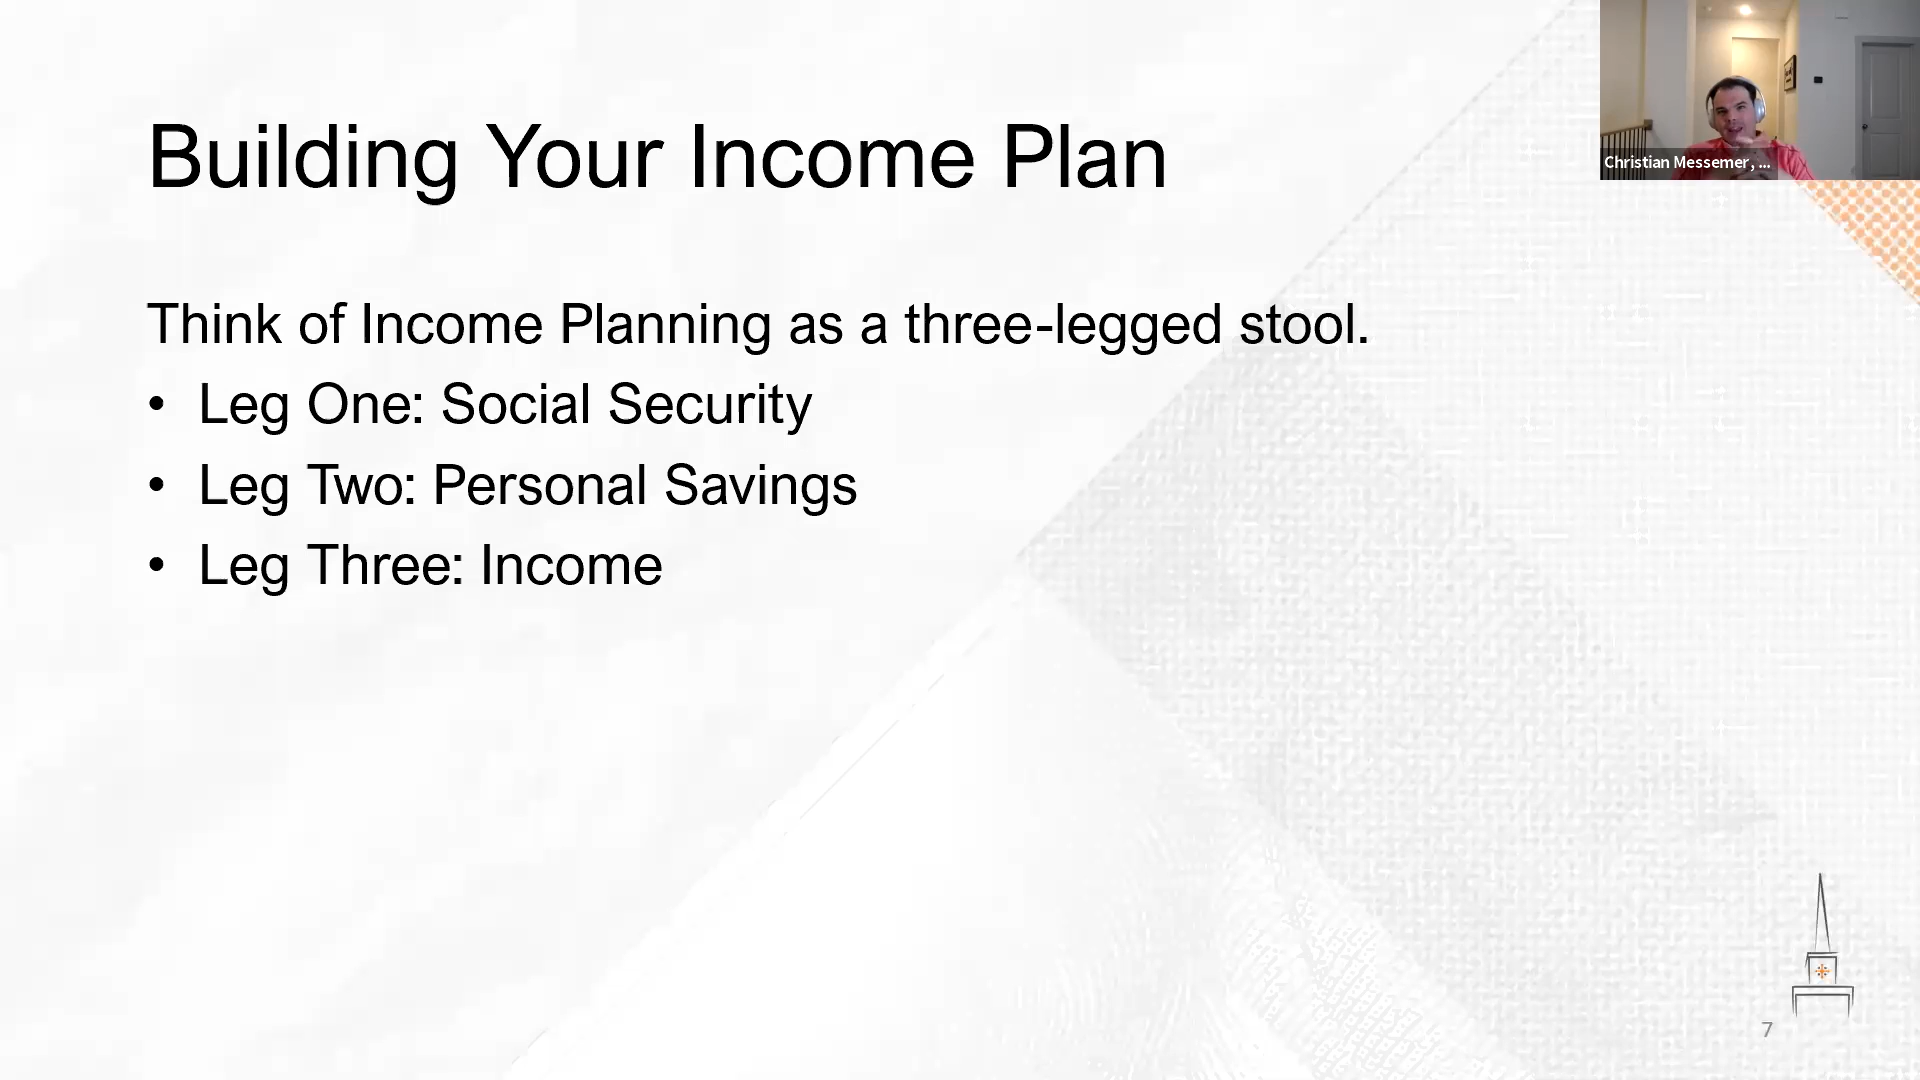 Building Your Income Plan
Christian Messemer, ...
Think of Income Planning as a three-legged stool.
• Leg One: Social Security
• Leg Two: Personal Savings
• Leg Three: Income
7